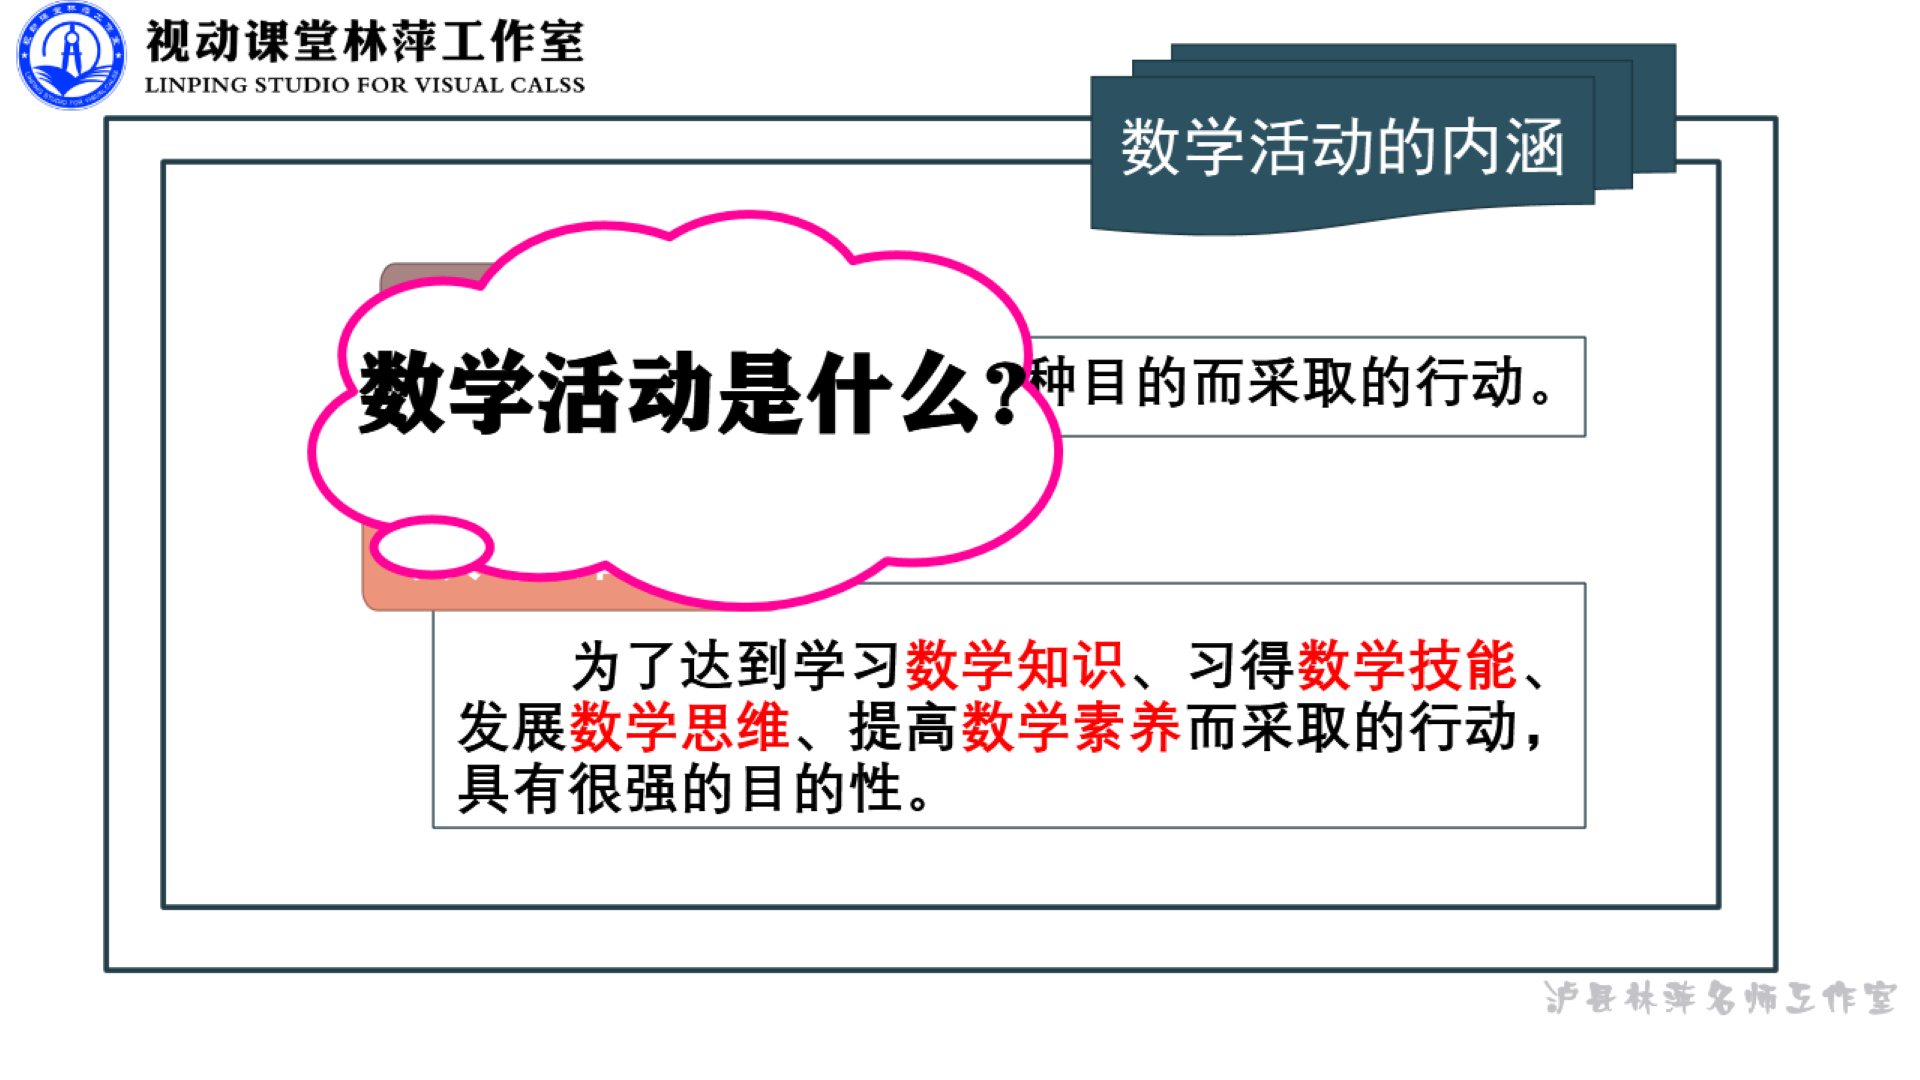 视动课堂林萍工作室
LINPING STUDIO FOR VISUAL CALSS
数学活动的内涵
数学活动是什么?
种目的而采取的行动。
为了达到学习数学知识、习得数学技能、
发展数学思维、提高数学素养而采取的行动，
具有很强的目的性。
泸县林萍名师工作室